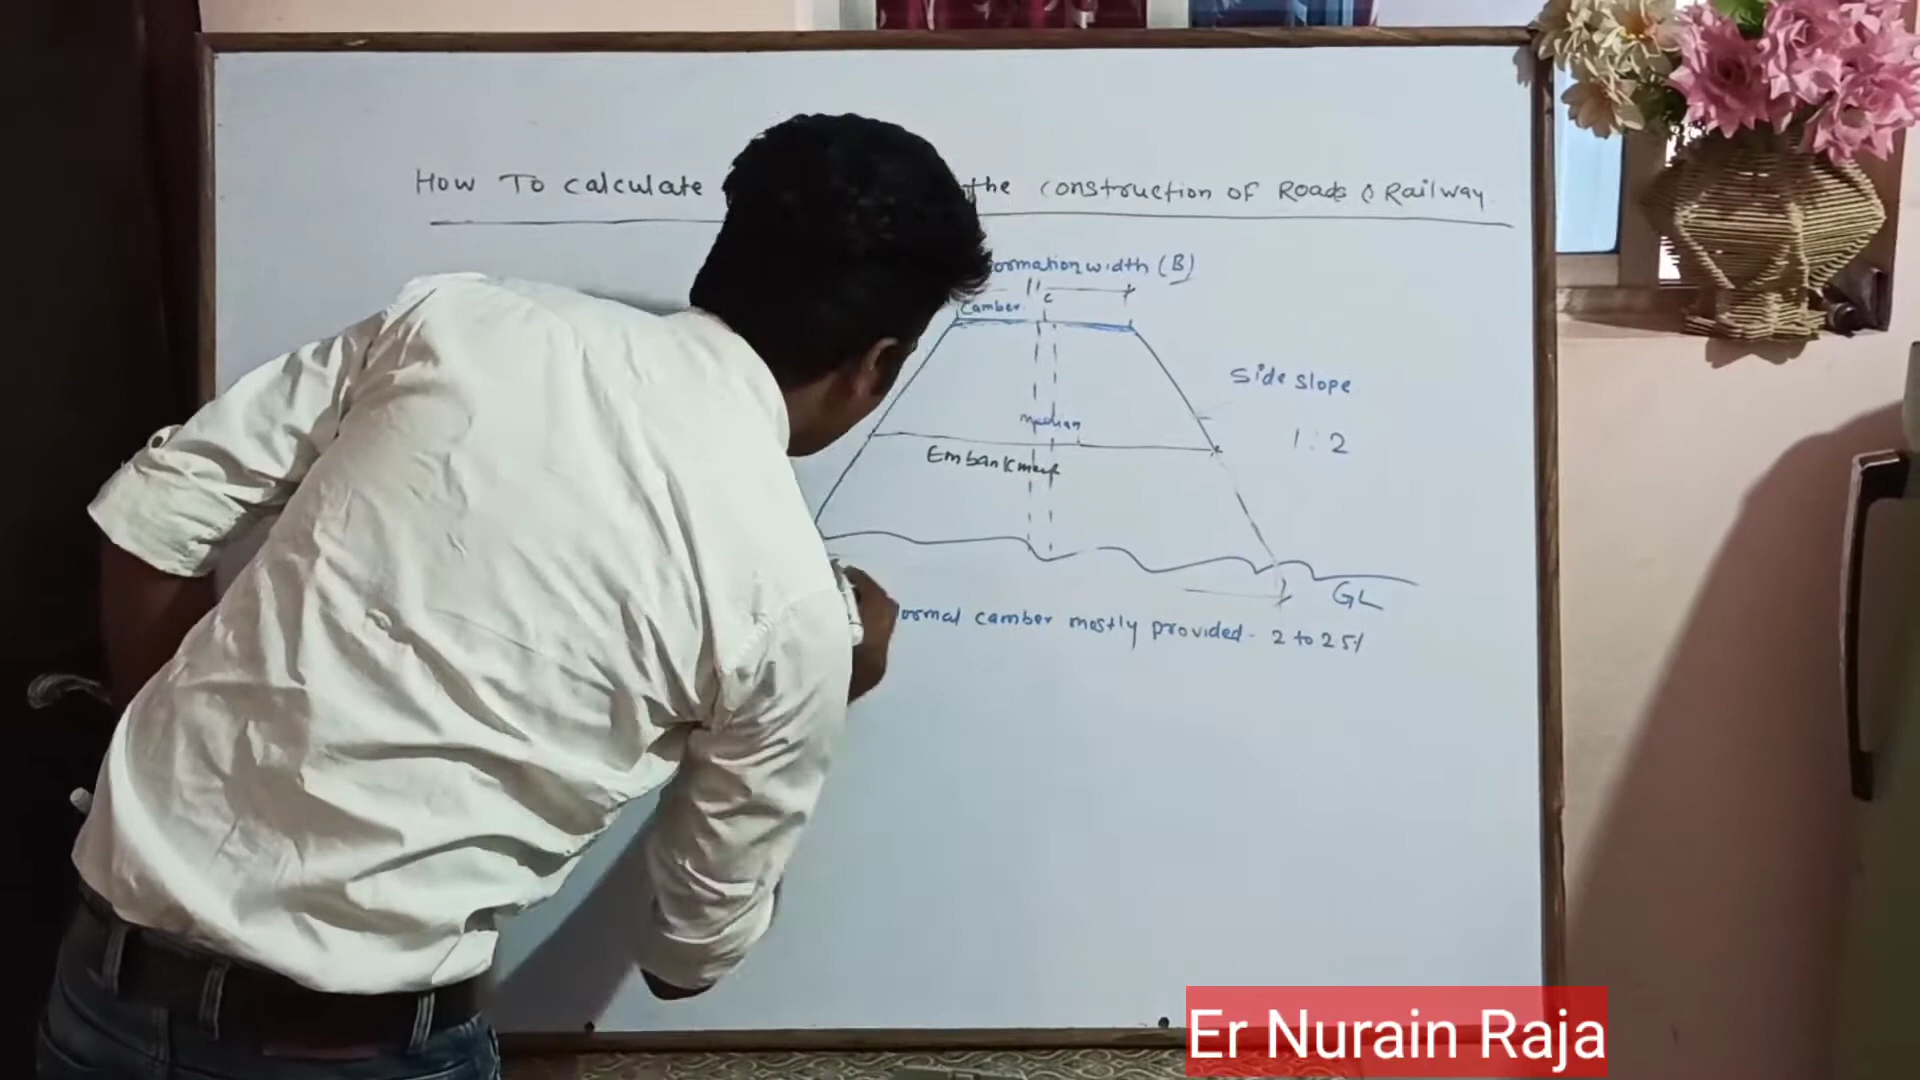 How To calculate the construction of Roads & Railway
ormation width (B)
c
Camber
Side slope
median
1 : 2
Embankment
GL
ormal camber mostly provided - 2 to 2.5%
Er Nurain Raja